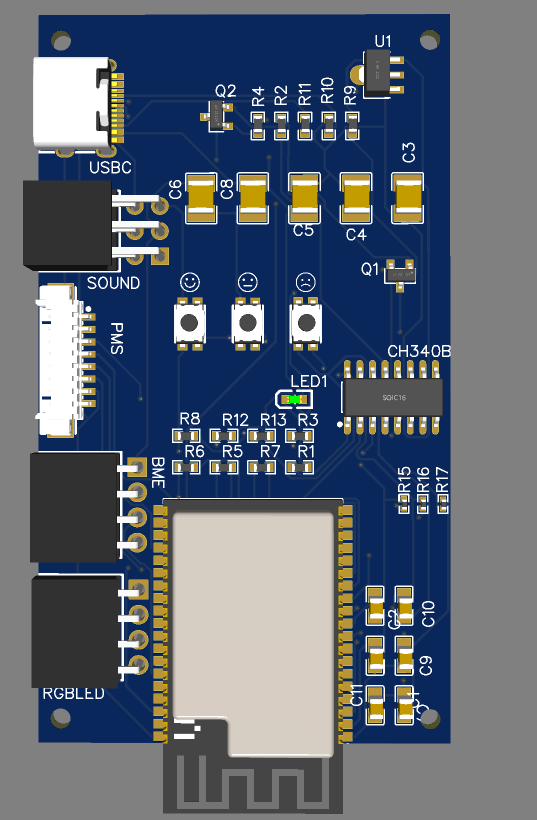 U1
Q2
R4
R2
R11
R10
R9
C3
USBC
C6
C8
C5
C4
SOUND
Q1
PMS
CH340B
SOIC16
LED1
R8
R12
R13
R3
R6
R5
R7
R1
BME
R15
R16
R17
C2
C10
C9
C11
C1
RGBLED